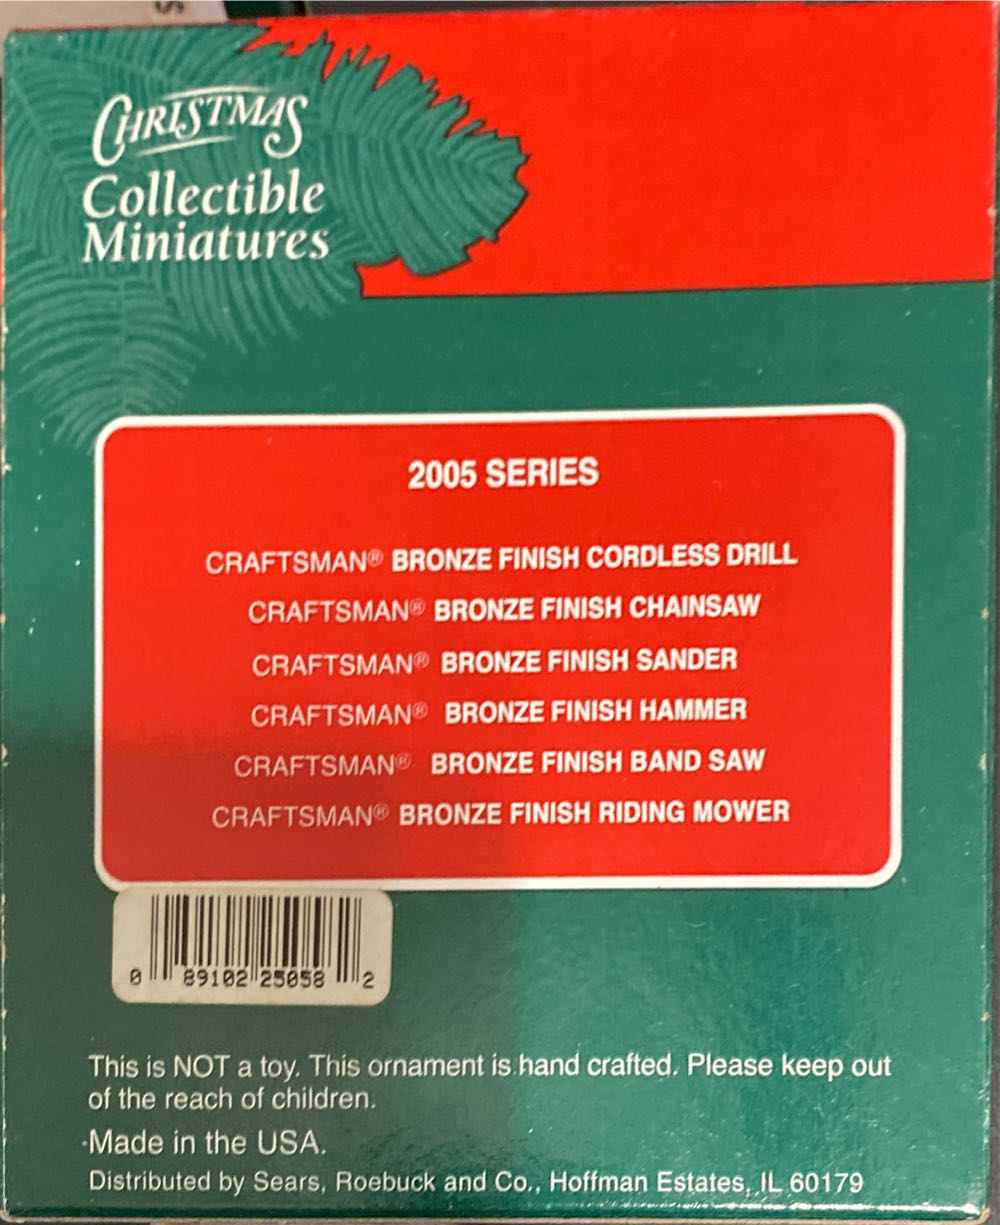 CHRISTMAS
Collectible
Miniatures
2005 SERIES
CRAFTSMAN® BRONZE FINISH CORDLESS DRILL
CRAFTSMAN® BRONZE FINISH CHAINSAW
CRAFTSMAN® BRONZE FINISH SANDER
CRAFTSMAN® BRONZE FINISH HAMMER
CRAFTSMAN® BRONZE FINISH BAND SAW
CRAFTSMAN® BRONZE FINISH RIDING MOWER
0 89102 25058 2
This is NOT a toy. This ornament is hand crafted. Please keep out
of the reach of children.
-Made in the USA.
Distributed by Sears, Roebuck and Co., Hoffman Estates, IL 60179